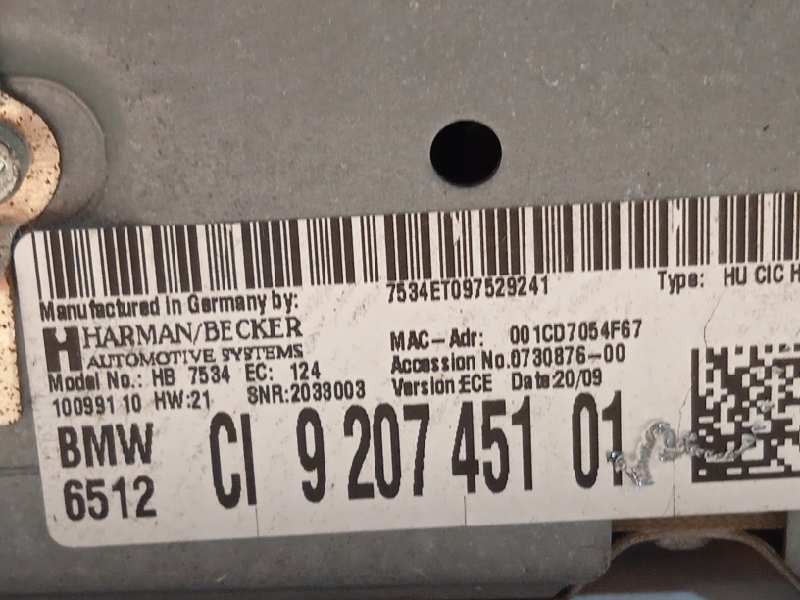 7534ET097529241
Type: HU CIC H
Manufactured in Germany by:
HARMAN/BECKER
AUTOMOTIVE SYSTEMS
MAC-Adr: 001CD7054F67
Accession No.0730876-00
Model No.: HB 7534 EC: 124
Version:ECE Date:20/09
100991 10 HW:21 SNR:2033003
BMW
6512
CI 9 207 451 01